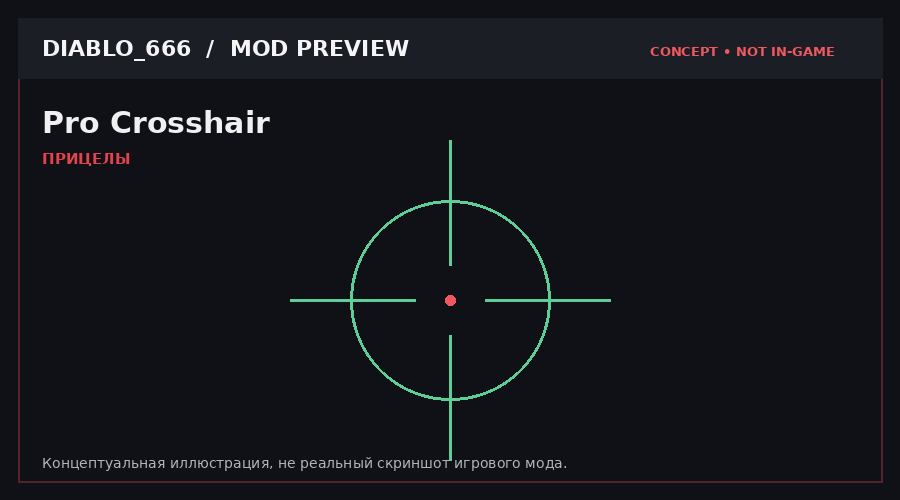 DIABLO_666 / MOD PREVIEW
CONCEPT • NOT IN-GAME
Pro Crosshair
ПРИЦЕЛЫ
Концептуальная иллюстрация, не реальный скриншот игрового мода.